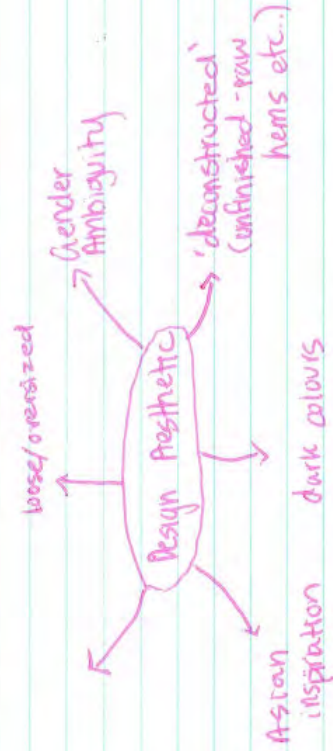 loose/oversized
Gender
Ambiguity
Design Aesthetic
'deconstructed'
(unfinished - raw
hems etc..)
dark colours
Asian
inspiration